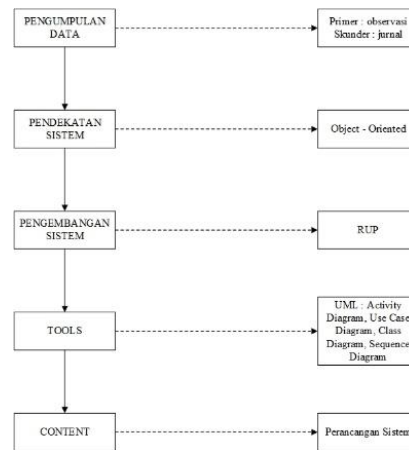 PENGUMPULAN
DATA
Primer : observasi
Skunder : jurnal
PENDEKATAN
SISTEM
Object - Oriented
PENGEMBANGAN
SISTEM
RUP
TOOLS
UML : Activity
Diagram, Use Case
Diagram, Class
Diagram, Sequence
Diagram
CONTENT
Perancangan Sistem